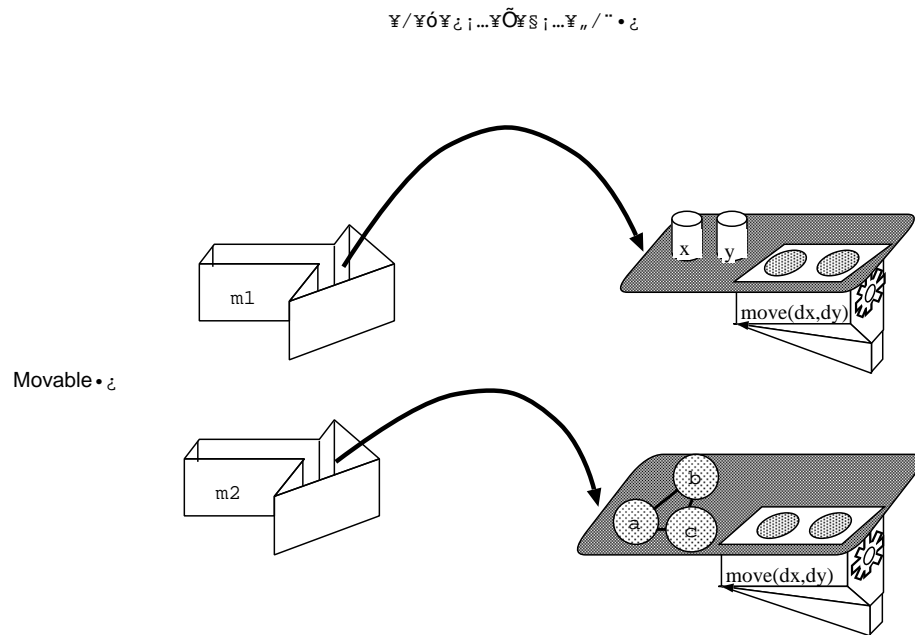 ¥/¥ó¥¿¡…¥Õ¥§¡…¥„/¨•¿
x y
m1
move(dx,dy)
Movable•¿
b
m2
a
c
move(dx,dy)